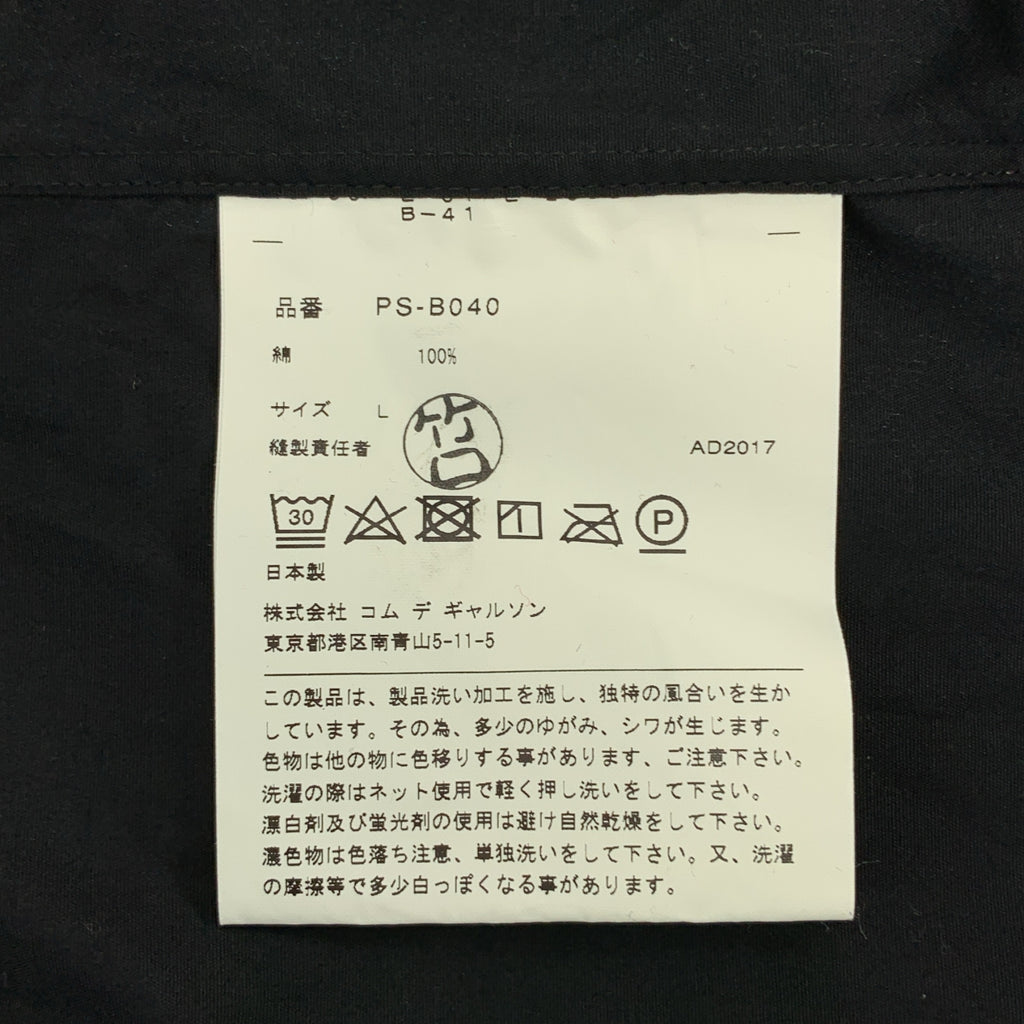 B-41
品番 PS-B040
綿 100%
サイズ L
縫製責任者 竹口 AD2017
30 P
日本製
株式会社 コム デ ギャルソン
東京都港区南青山5-11-5
この製品は、製品洗い加工を施し、独特の風合いを生か
しています。その為、多少のゆがみ、シワが生じます。
色物は他の物に色移りする事があります、ご注意下さい。
洗濯の際はネット使用で軽く押し洗いをして下さい。
漂白剤及び蛍光剤の使用は避け自然乾燥をして下さい。
濃色物は色落ち注意、単独洗いをして下さい。又、洗濯
の摩擦等で多少白っぽくなる事があります。